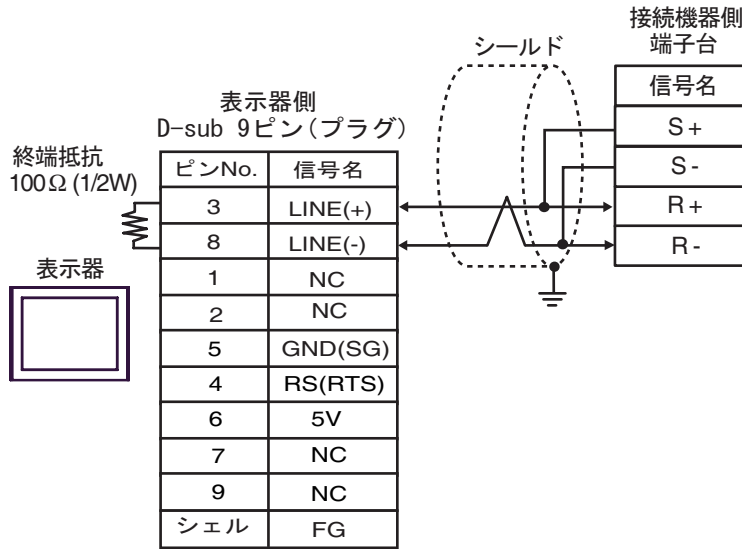 接続機器側
端子台
シールド
信号名
S+
S-
R+
R-
表示器側
D-sub 9ピン(プラグ)
終端抵抗
100Ω (1/2W)
表示器
ピンNo. 信号名
3 LINE(+)
8 LINE(-)
1 NC
2 NC
5 GND(SG)
4 RS(RTS)
6 5V
7 NC
9 NC
シェル FG